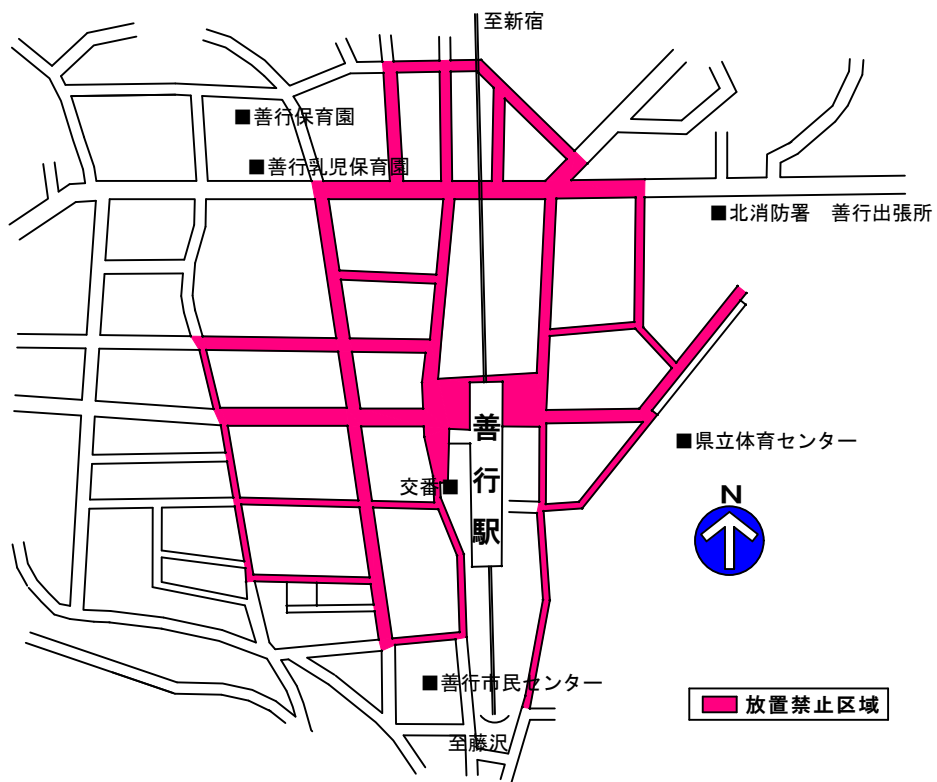 至新宿
■善行保育園
■善行乳児保育園
■北消防署　善行出張所
善行駅
■県立体育センター
交番■
N
■善行市民センター
放置禁止区域
至藤沢